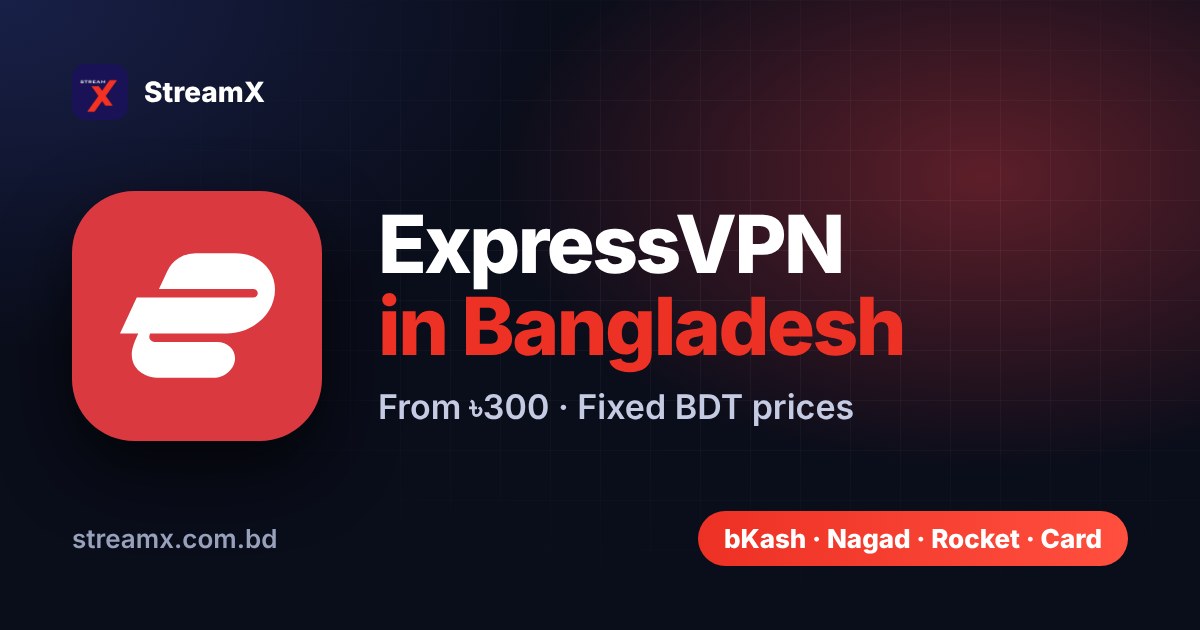 STREAM
X
StreamX
ExpressVPN
in Bangladesh
From ৳300 · Fixed BDT prices
streamx.com.bd
bKash · Nagad · Rocket · Card